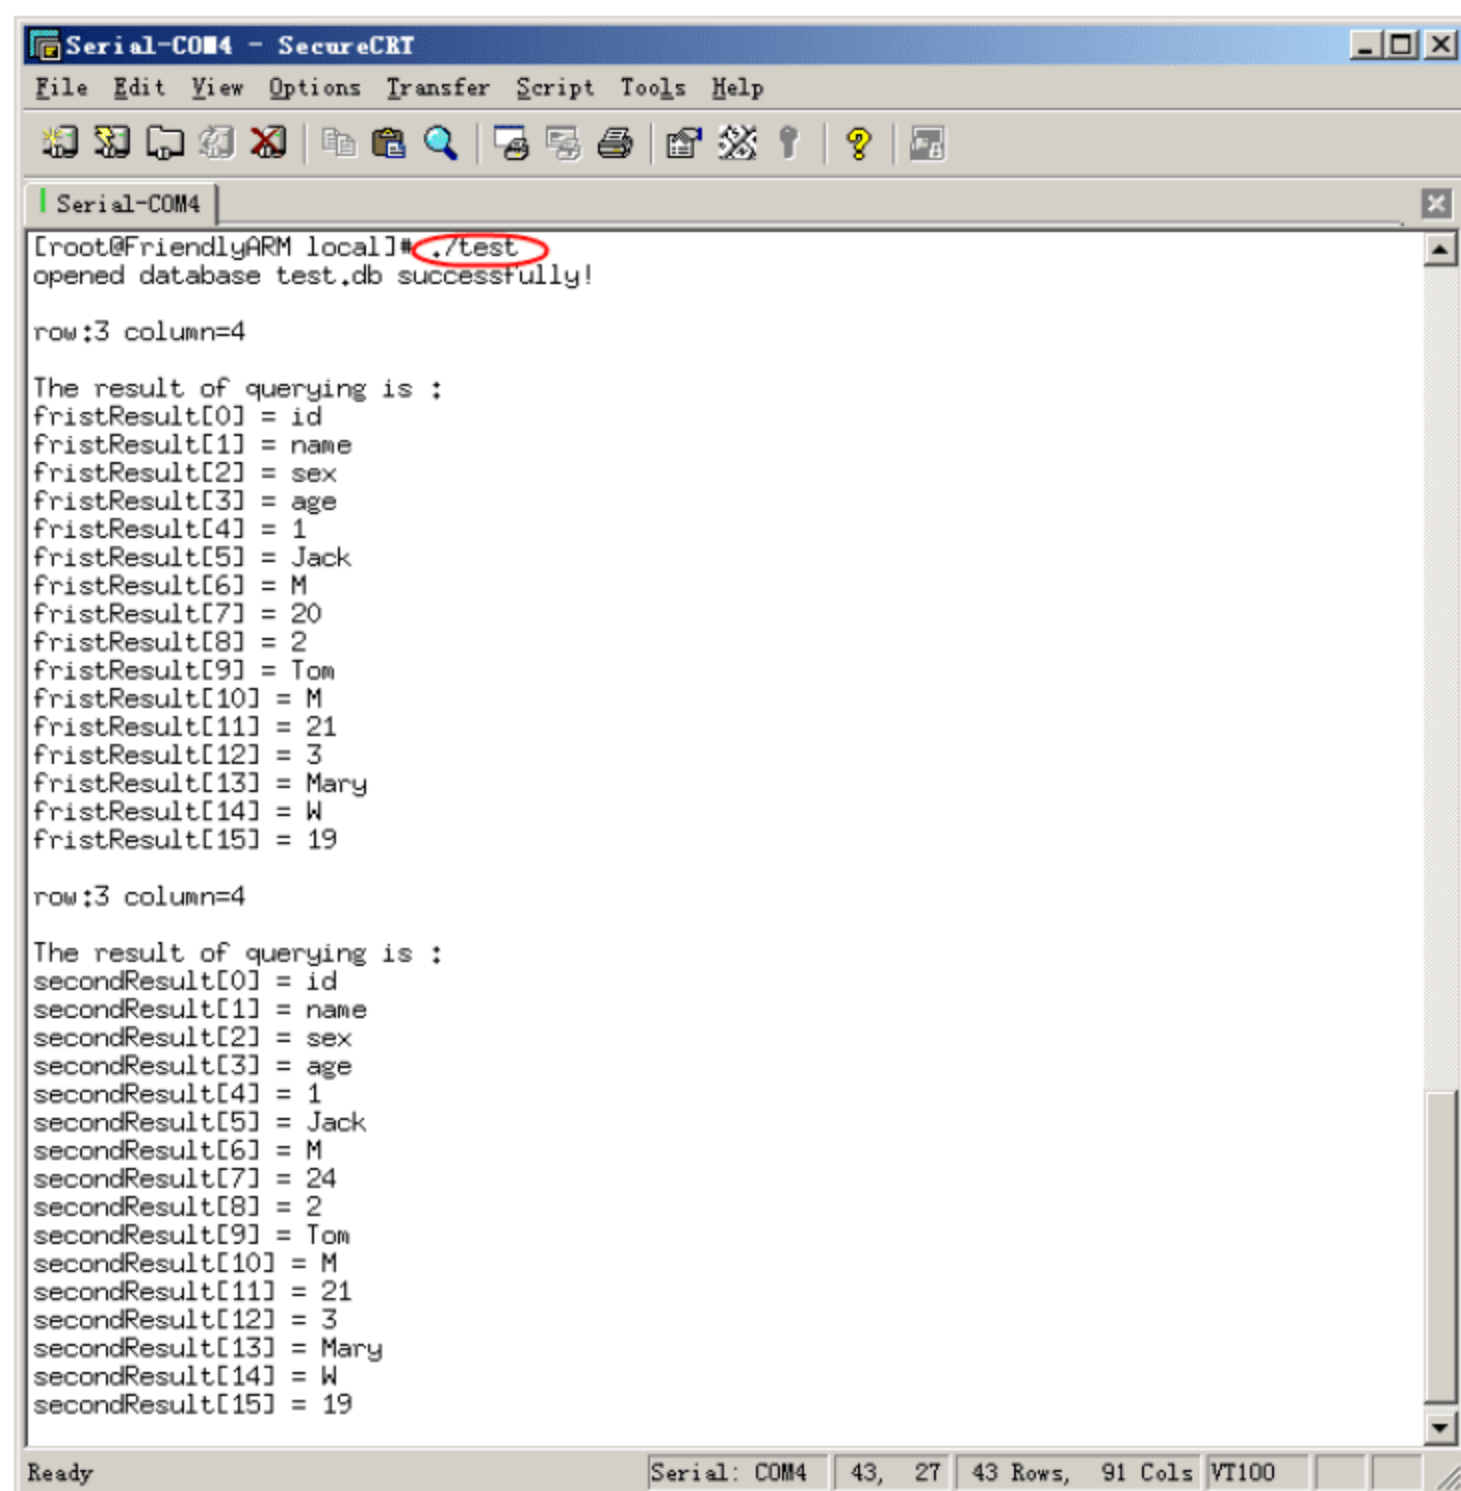 Serial-COM4 - SecureCRT
File Edit View Options Transfer Script Tools Help
Serial-COM4
[root@FriendlyARM local]# ./test
opened database test.db successfully!
row:3 column=4
The result of querying is :
fristResult[0] = id
fristResult[1] = name
fristResult[2] = sex
fristResult[3] = age
fristResult[4] = 1
fristResult[5] = Jack
fristResult[6] = M
fristResult[7] = 20
fristResult[8] = 2
fristResult[9] = Tom
fristResult[10] = M
fristResult[11] = 21
fristResult[12] = 3
fristResult[13] = Mary
fristResult[14] = W
fristResult[15] = 19
row:3 column=4
The result of querying is :
secondResult[0] = id
secondResult[1] = name
secondResult[2] = sex
secondResult[3] = age
secondResult[4] = 1
secondResult[5] = Jack
secondResult[6] = M
secondResult[7] = 24
secondResult[8] = 2
secondResult[9] = Tom
secondResult[10] = M
secondResult[11] = 21
secondResult[12] = 3
secondResult[13] = Mary
secondResult[14] = W
secondResult[15] = 19
Ready Serial: COM4 43, 27 43 Rows, 91 Cols VT100